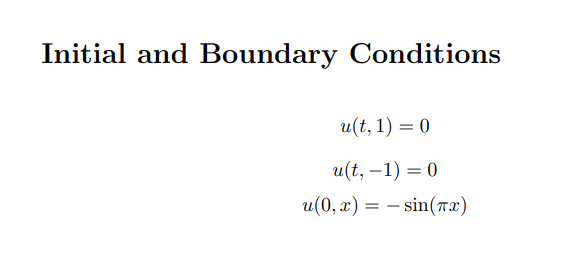 Initial and Boundary Conditions
u(t, 1) = 0
u(t, −1) = 0
u(0, x) = − sin(πx)